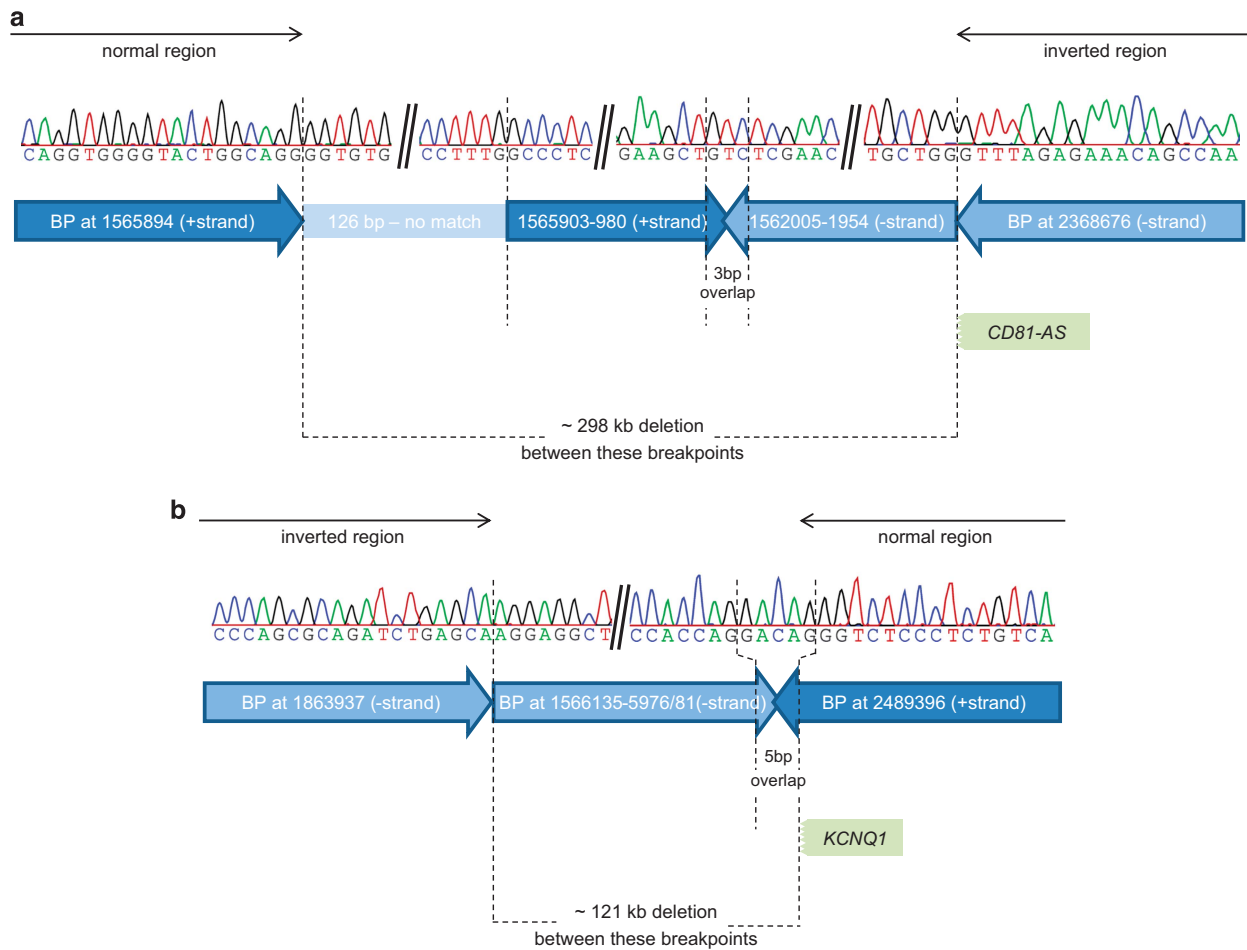 a
normal region
inverted region
CAGGTGGGGTACTGGCAGGGGTGTG
CCTTTGGCCCTC
GAAGCTGTCTCGAAC
TGCTGGGTTTAGAGAAACAGCCAA
BP at 1565894 (+strand)
126 bp – no match
1565903-980 (+strand)
1562005-1954 (-strand)
BP at 2368676 (-strand)
3bp
overlap
CD81-AS
~ 298 kb deletion
between these breakpoints
b
inverted region
normal region
CCCAGCGCAGATCTGAGCAAGGAGGCT
CCACCAGGACAGGGTCTCCCTCTGTCA
BP at 1863937 (-strand)
BP at 1566135-5976/81(-strand)
BP at 2489396 (+strand)
5bp
overlap
KCNQ1
~ 121 kb deletion
between these breakpoints